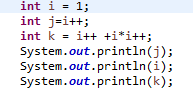 int i = 1;
int j=i++;
int k = i++ +i*i++;
System.out.println(j);
System.out.println(i);
System.out.println(k);